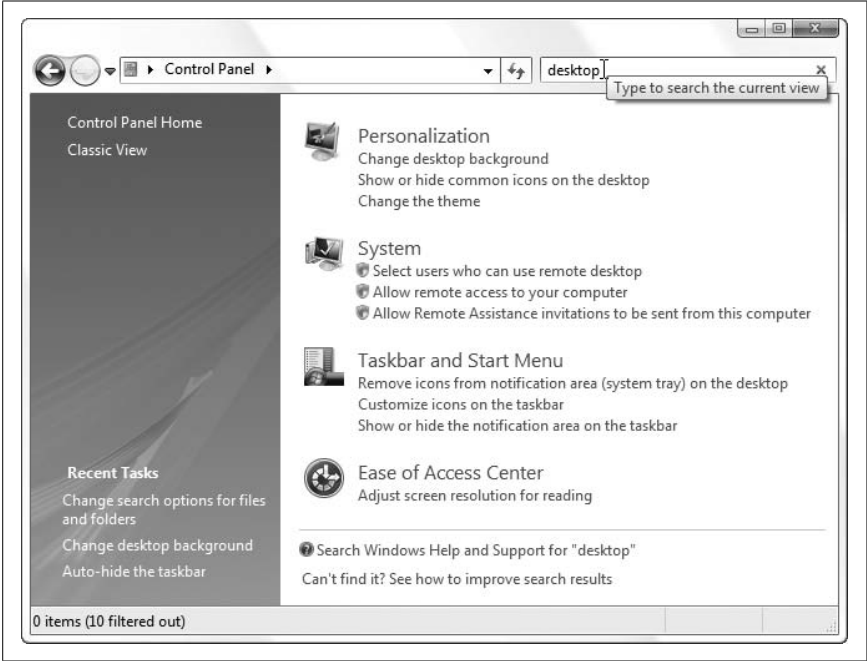 Control Panel
desktop
Type to search the current view
Control Panel Home
Classic View
Personalization
Change desktop background
Show or hide common icons on the desktop
Change the theme
System
Select users who can use remote desktop
Allow remote access to your computer
Allow Remote Assistance invitations to be sent from this computer
Taskbar and Start Menu
Remove icons from notification area (system tray) on the desktop
Customize icons on the taskbar
Show or hide the notification area on the taskbar
Ease of Access Center
Adjust screen resolution for reading
Recent Tasks
Change search options for files
and folders
Change desktop background
Auto-hide the taskbar
Search Windows Help and Support for "desktop"
Can't find it? See how to improve search results
0 items (10 filtered out)